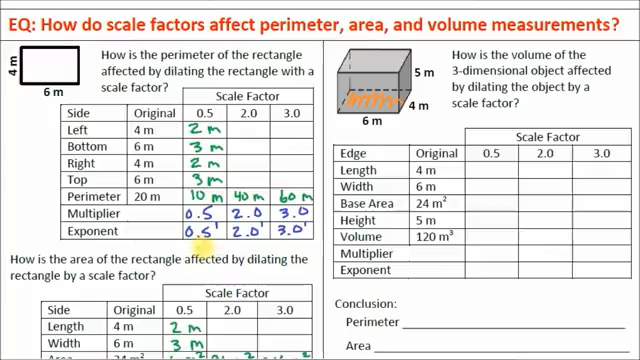 EQ: How do scale factors affect perimeter, area, and volume measurements?
4 m
6 m
How is the perimeter of the rectangle
affected by dilating the rectangle with a
scale factor?
Scale Factor
Side Original 0.5 2.0 3.0
Left 4 m 2 m
Bottom 6 m 3 m
Right 4 m 2 m
Top 6 m 3 m
Perimeter 20 m 10 m 40 m 60 m
Multiplier 0.5 2.0 3.0
Exponent 0.5¹ 2.0¹ 3.0¹
How is the area of the rectangle affected by dilating the
rectangle by a scale factor?
Scale Factor
Side Original 0.5 2.0 3.0
Length 4 m 2 m
Width 6 m 3 m
5 m
4 m
6 m
How is the volume of the
3-dimensional object affected
by dilating the object by a
scale factor?
Scale Factor
Edge Original 0.5 2.0 3.0
Length 4 m
Width 6 m
Base Area 24 m²
Height 5 m
Volume 120 m³
Multiplier
Exponent
Conclusion:
Perimeter
Area